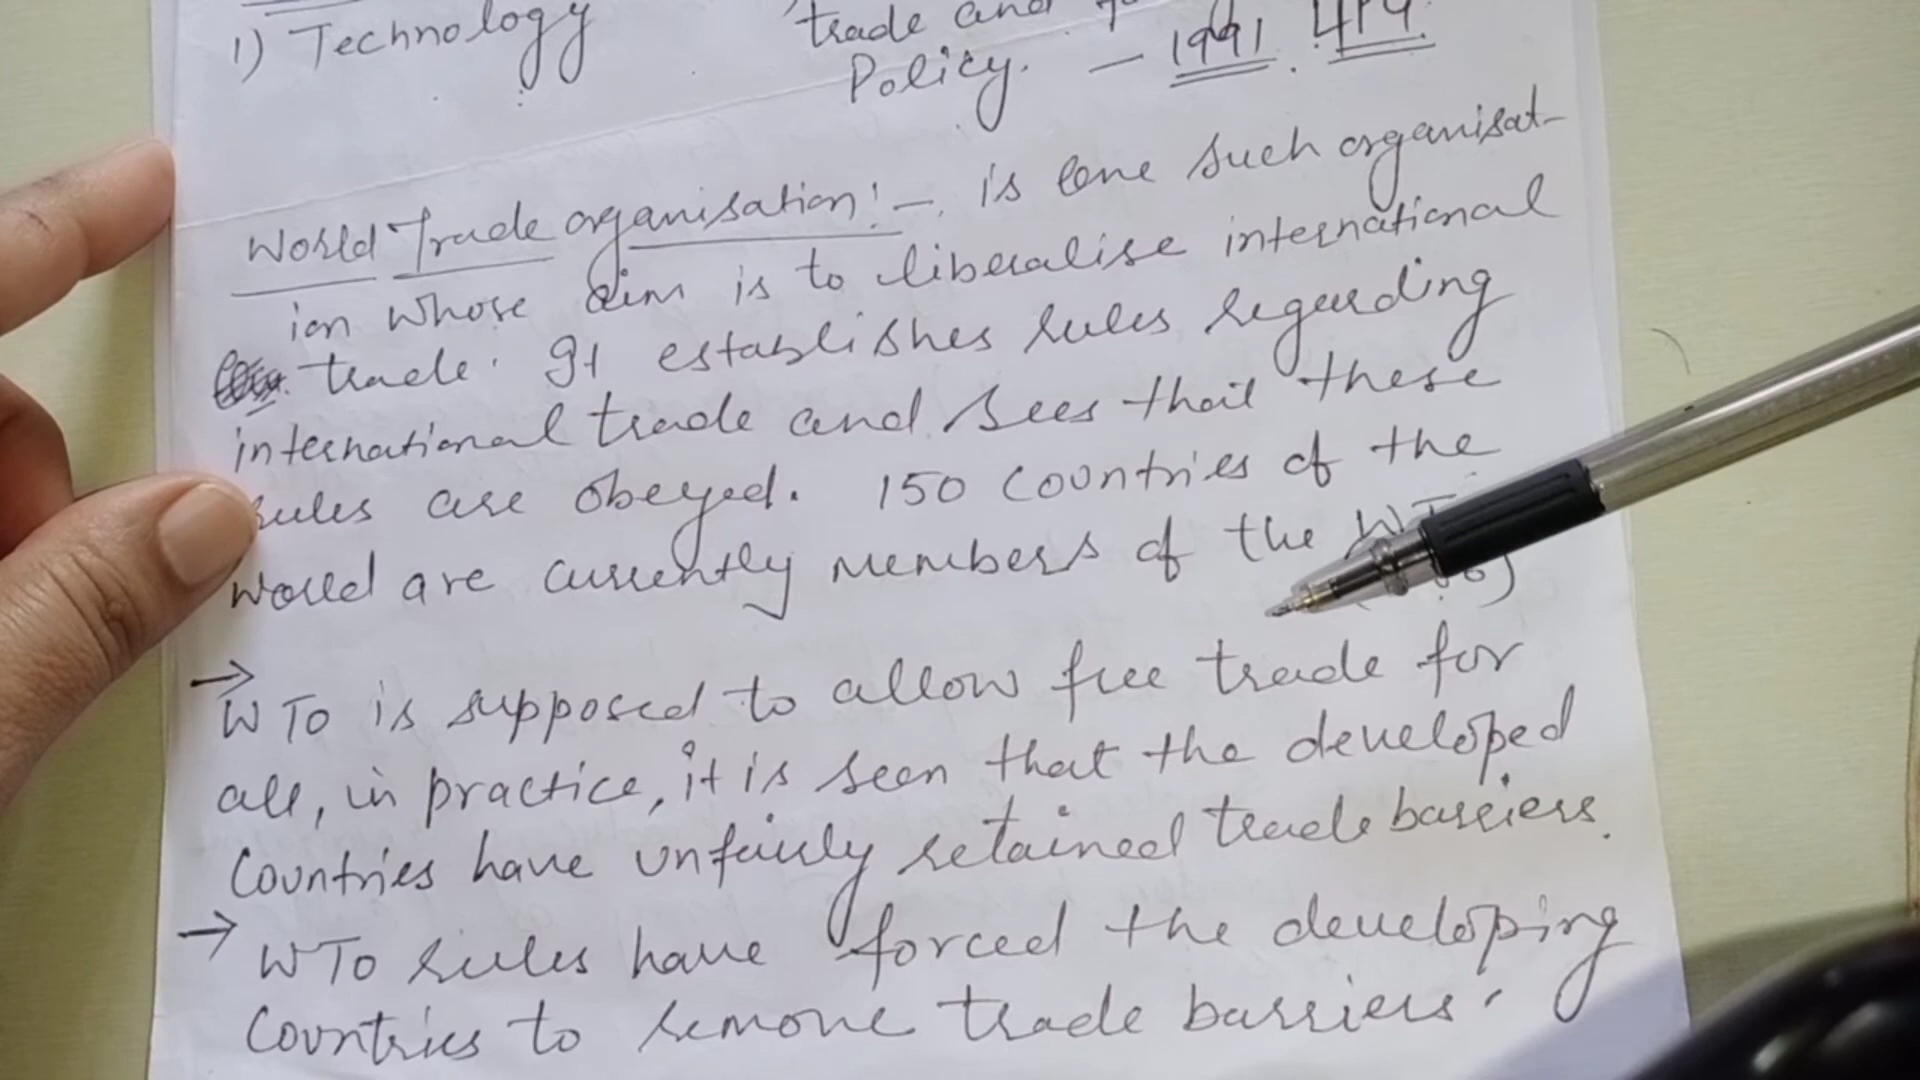 1) Technology
trade and
Policy. — 1991.
World Trade organisation:- is one such organisat-
ion whose aim is to liberalise international
trade. It establishes rules regarding
international trade and sees that these
rules are obeyed. 150 countries of the
world are currently members of the
→ WTO is supposed to allow free trade for
all, in practice, it is seen that the developed
Countries have unfairly retained trade barriers.
→ WTO rules have forced the developing
Countries to remove trade barriers.